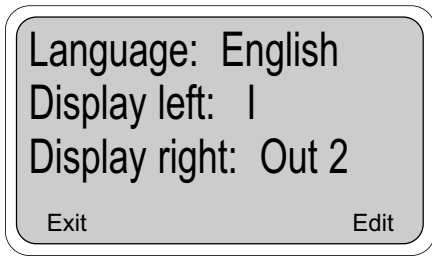 Language: English
Display left: I
Display right: Out 2
Exit Edit